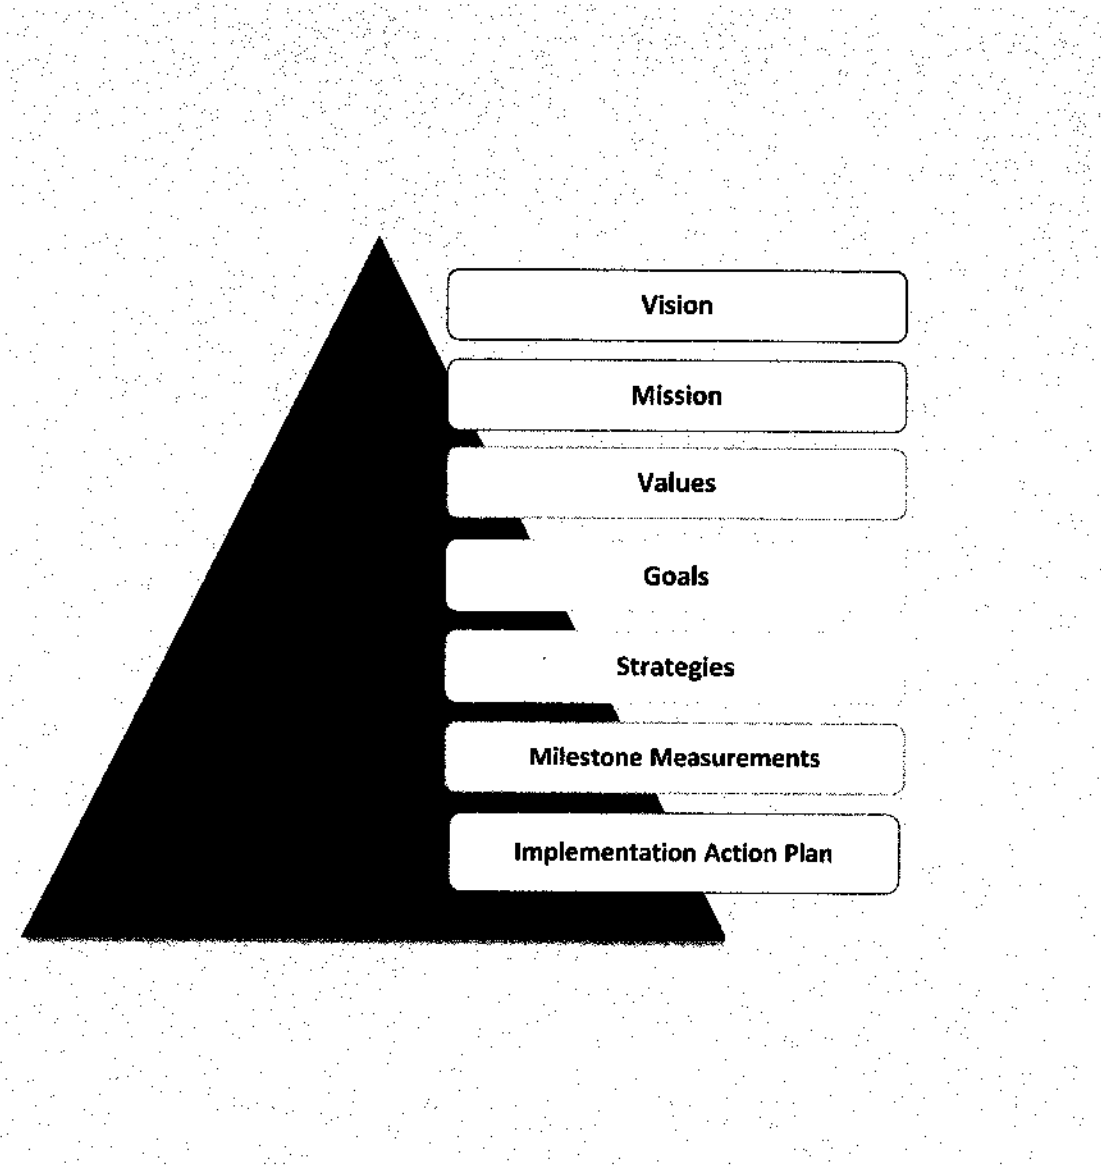 Vision
Mission
Values
Goals
Strategies
Milestone Measurements
Implementation Action Plan